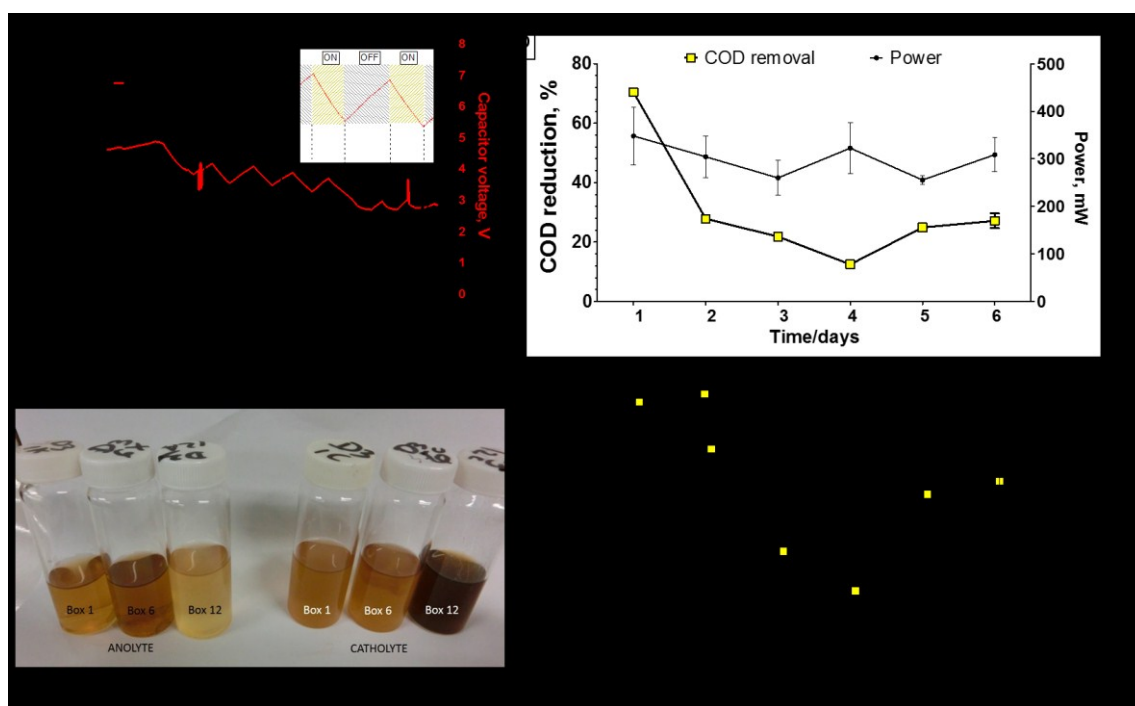 8
7
6
5
4
3
2
1
0
Capacitor voltage, V
ON OFF ON
COD removal Power
COD reduction, %
80
60
40
20
0
500
400
300
200
100
0
Power, mW
1 2 3 4 5 6
Time/days
Box 1 Box 6 Box 12
ANOLYTE
Box 1 Box 6 Box 12
CATHOLYTE